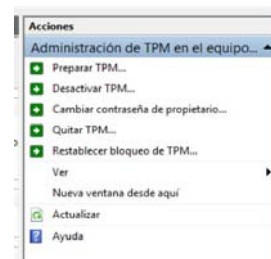 Acciones
Administración de TPM en el equipo...
Preparar TPM...
Desactivar TPM...
Cambiar contraseña de propietario...
Quitar TPM...
Restablecer bloqueo de TPM...
Ver
Nueva ventana desde aquí
Actualizar
Ayuda